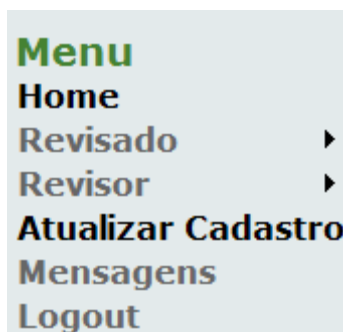 Menu
Home
Revisado
Revisor
Atualizar Cadastro
Mensagens
Logout